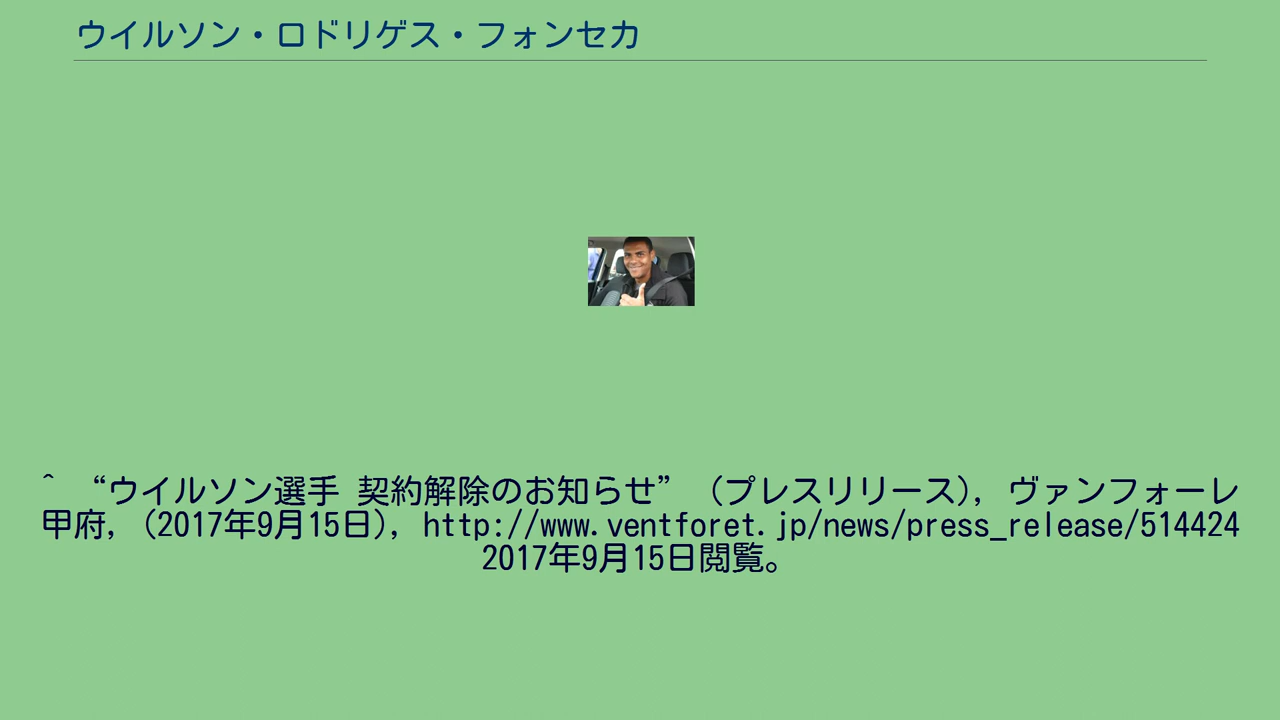 ウイルソン・ロドリゲス・フォンセカ
^ “ウイルソン選手 契約解除のお知らせ” (プレスリリース), ヴァンフォーレ
甲府, (2017年9月15日), http://www.ventforet.jp/news/press_release/514424
2017年9月15日閲覧。